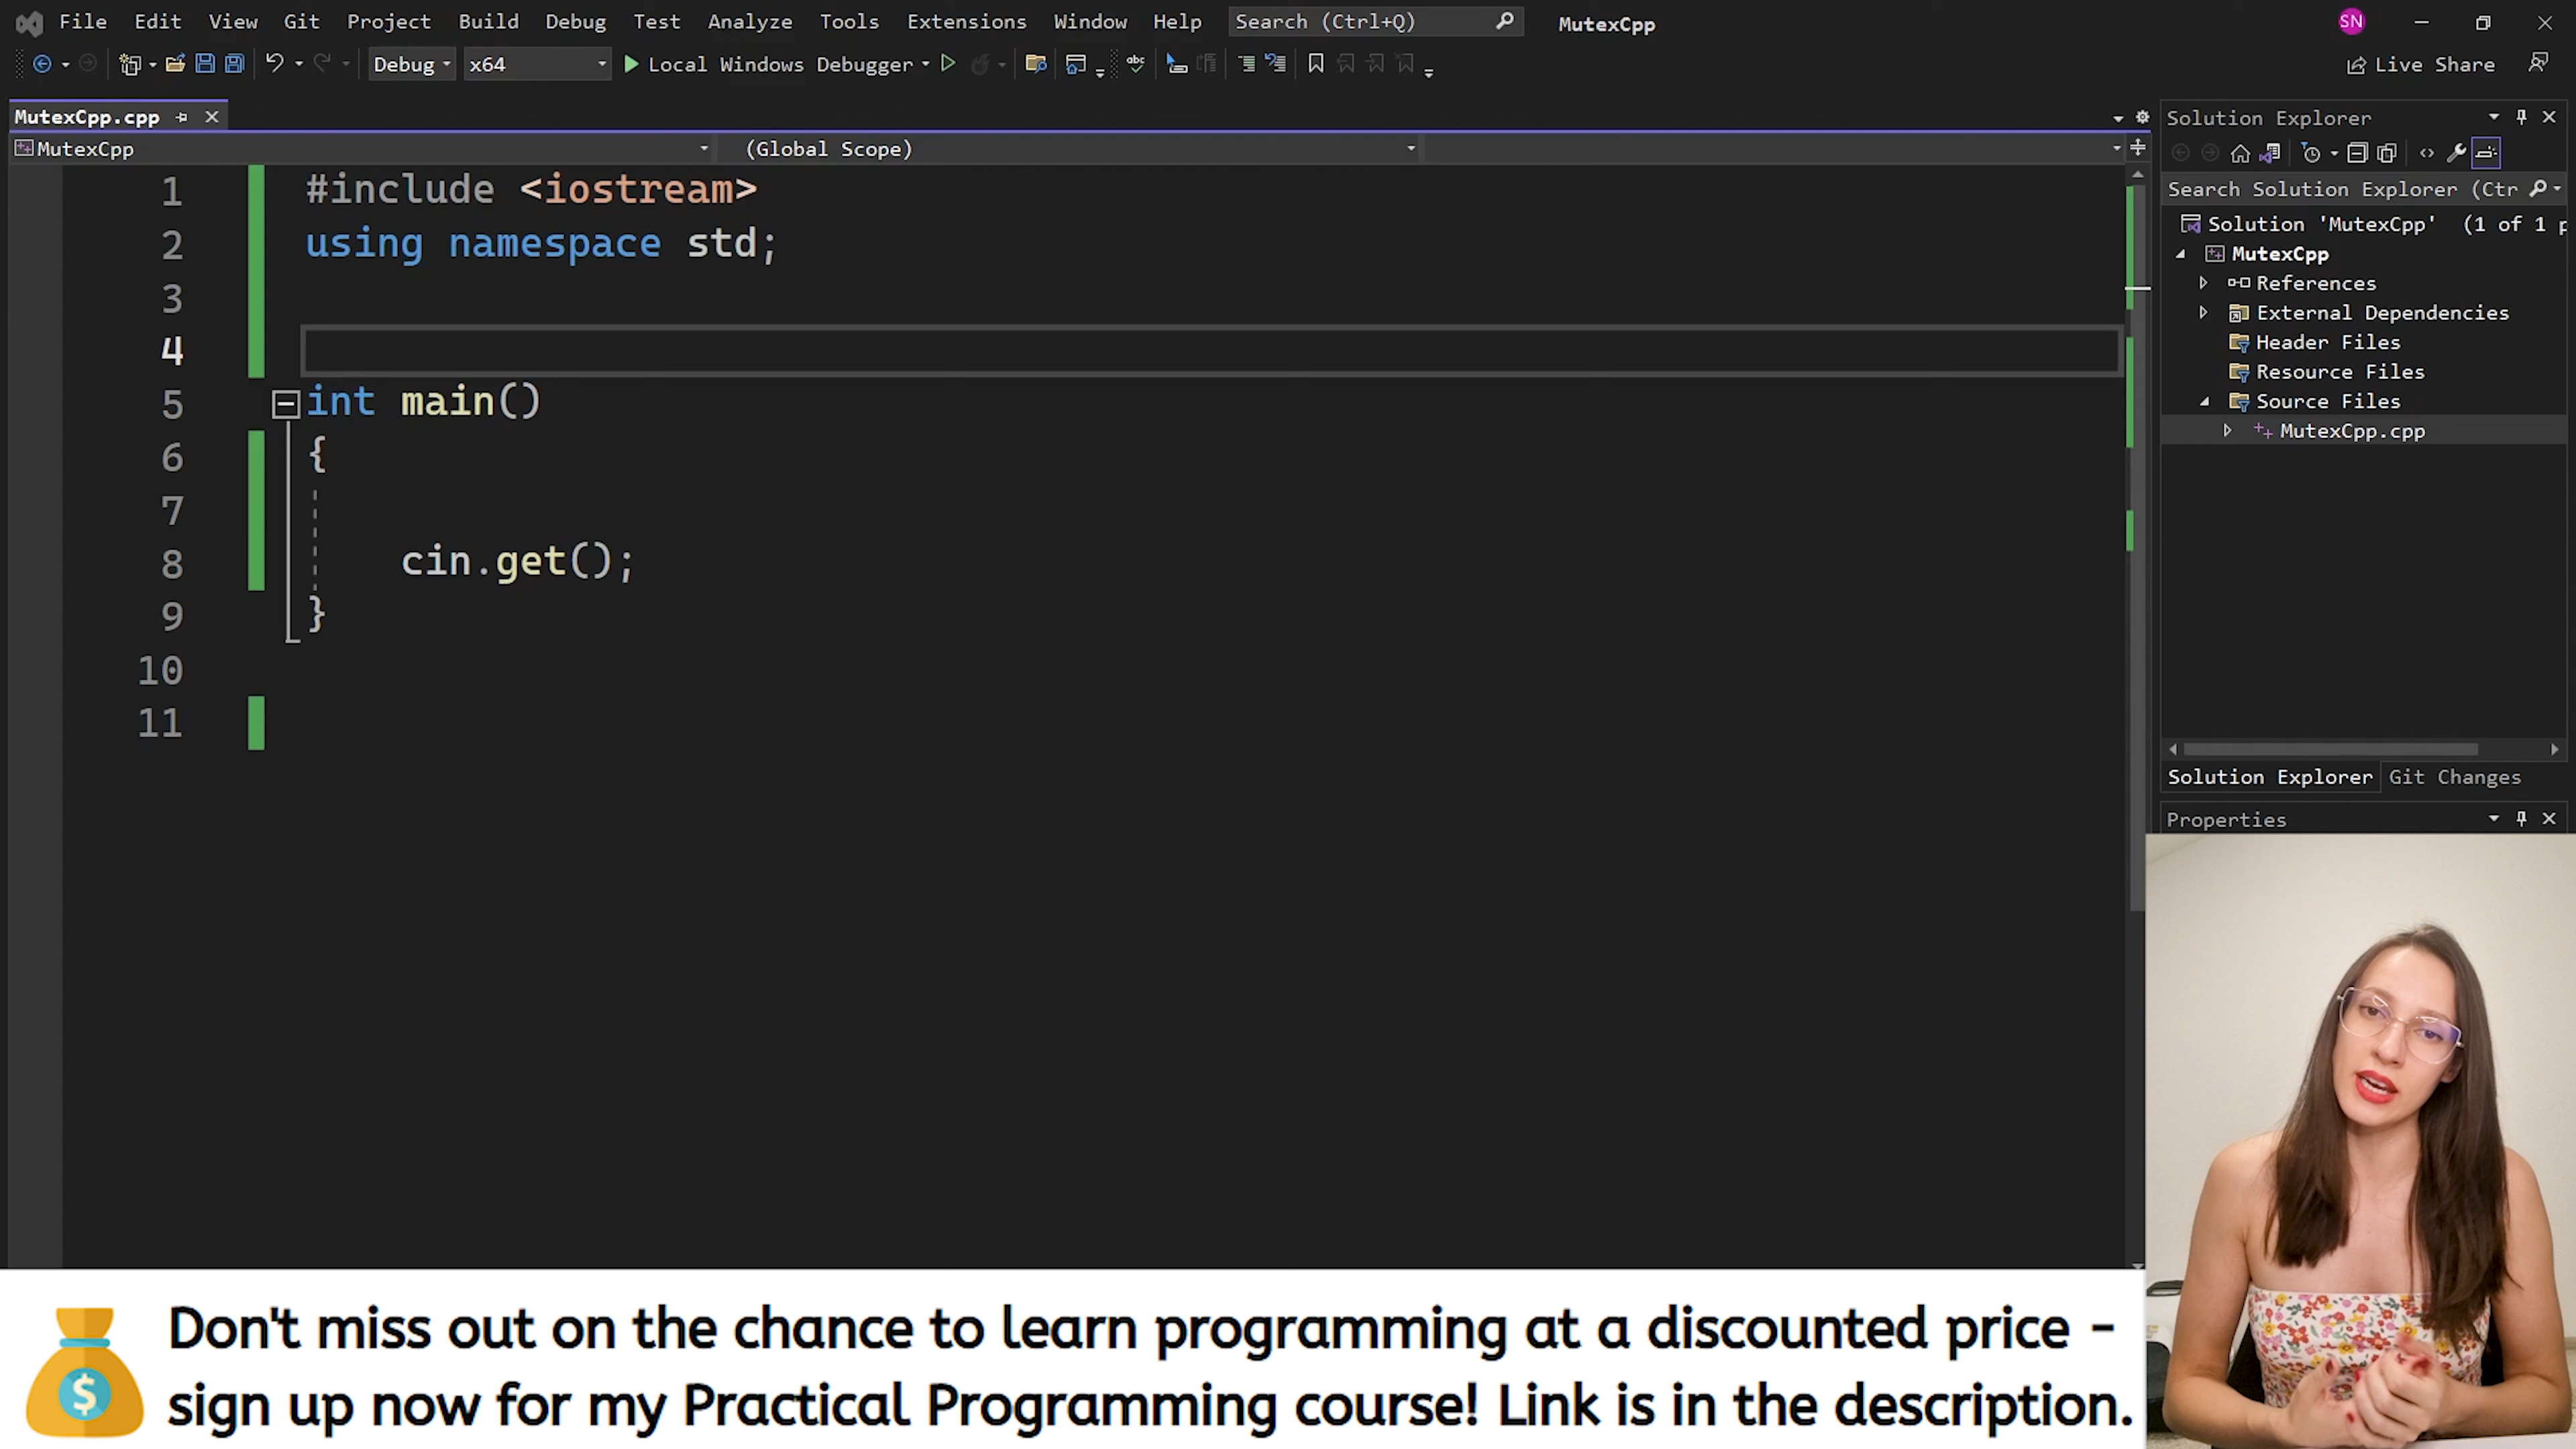 File Edit View Git Project Build Debug Test Analyze Tools Extensions Window Help Search (Ctrl+Q) MutexCpp SN
Debug x64 Local Windows Debugger Live Share
MutexCpp.cpp
MutexCpp (Global Scope)
1 #include <iostream>
2 using namespace std;
3
4
5 int main()
6 {
7
8 cin.get();
9 }
10
11
Solution Explorer
Search Solution Explorer (Ctr
Solution 'MutexCpp' (1 of 1 p
MutexCpp
References
External Dependencies
Header Files
Resource Files
Source Files
MutexCpp.cpp
Solution Explorer Git Changes
Properties
Don't miss out on the chance to learn programming at a discounted price -
sign up now for my Practical Programming course! Link is in the description.